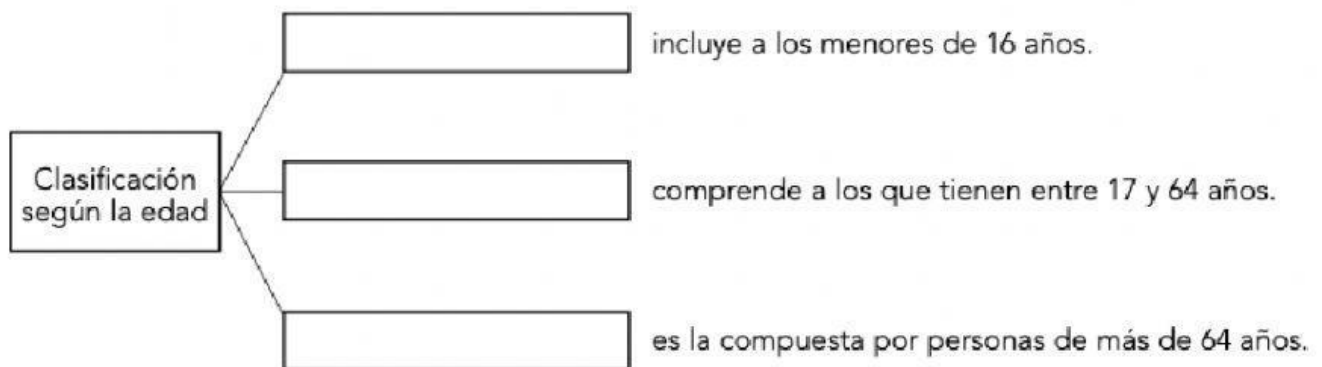 incluye a los menores de 16 años.
Clasificación
según la edad
comprende a los que tienen entre 17 y 64 años.
es la compuesta por personas de más de 64 años.